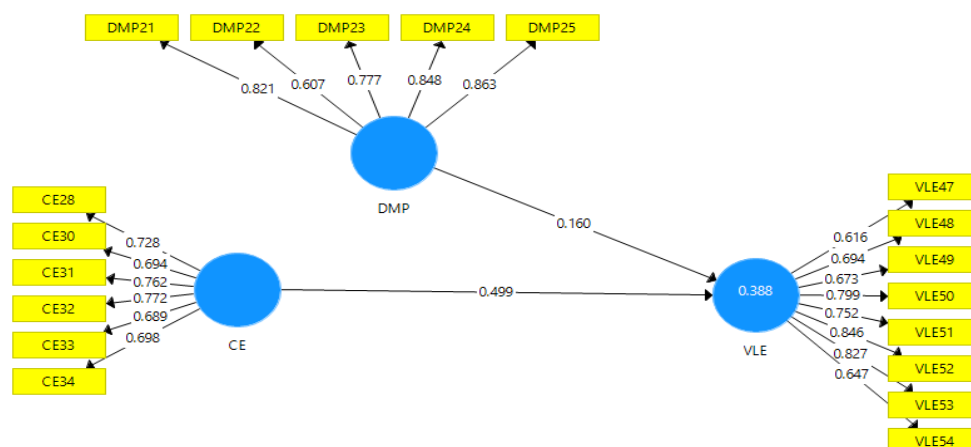 DMP21 DMP22 DMP23 DMP24 DMP25
0.821 0.607 0.777 0.848 0.863
DMP
0.160
CE28
CE30
CE31
CE32
CE33
CE34
0.728
0.694
0.762
0.772
0.689
0.698
CE
0.499
0.388
VLE
0.616
0.694
0.673
0.799
0.752
0.846
0.827
0.647
VLE47
VLE48
VLE49
VLE50
VLE51
VLE52
VLE53
VLE54